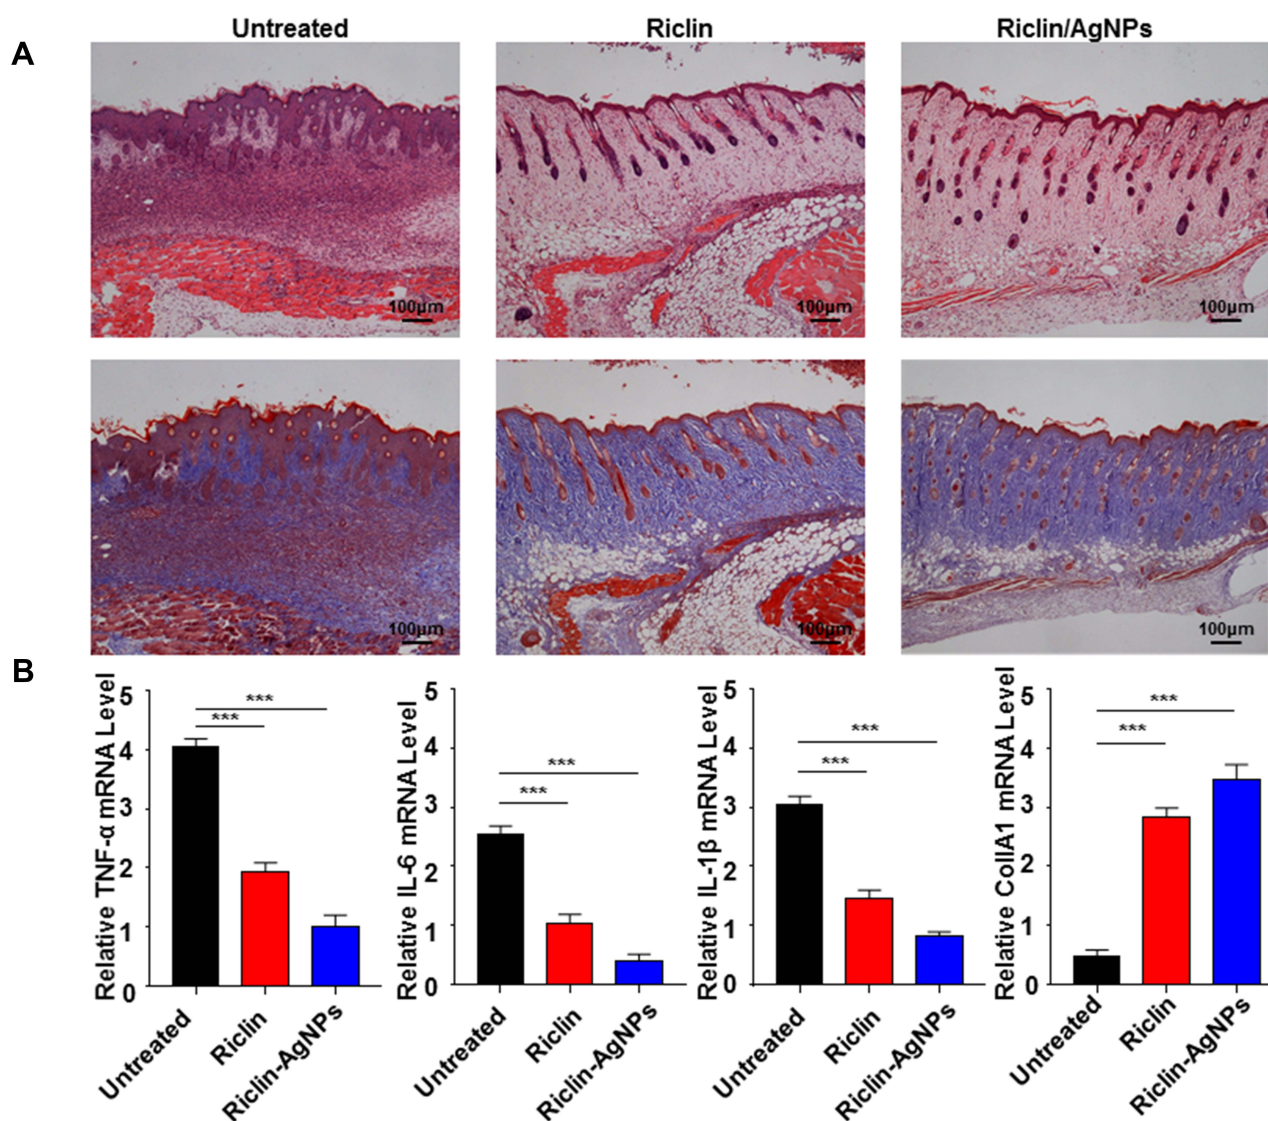 A
Untreated
Riclin
Riclin/AgNPs
100μm
100μm
100μm
100μm
100μm
100μm
B
Relative TNF-α mRNA Level
5
4
3
2
1
0
***
***
Untreated
Riclin
Riclin-AgNPs
Relative IL-6 mRNA Level
5
4
3
2
1
0
***
***
Untreated
Riclin
Riclin-AgNPs
Relative IL-1β mRNA Level
5
4
3
2
1
0
***
***
Untreated
Riclin
Riclin-AgNPs
Relative CollA1 mRNA Level
5
4
3
2
1
0
***
***
Untreated
Riclin
Riclin-AgNPs